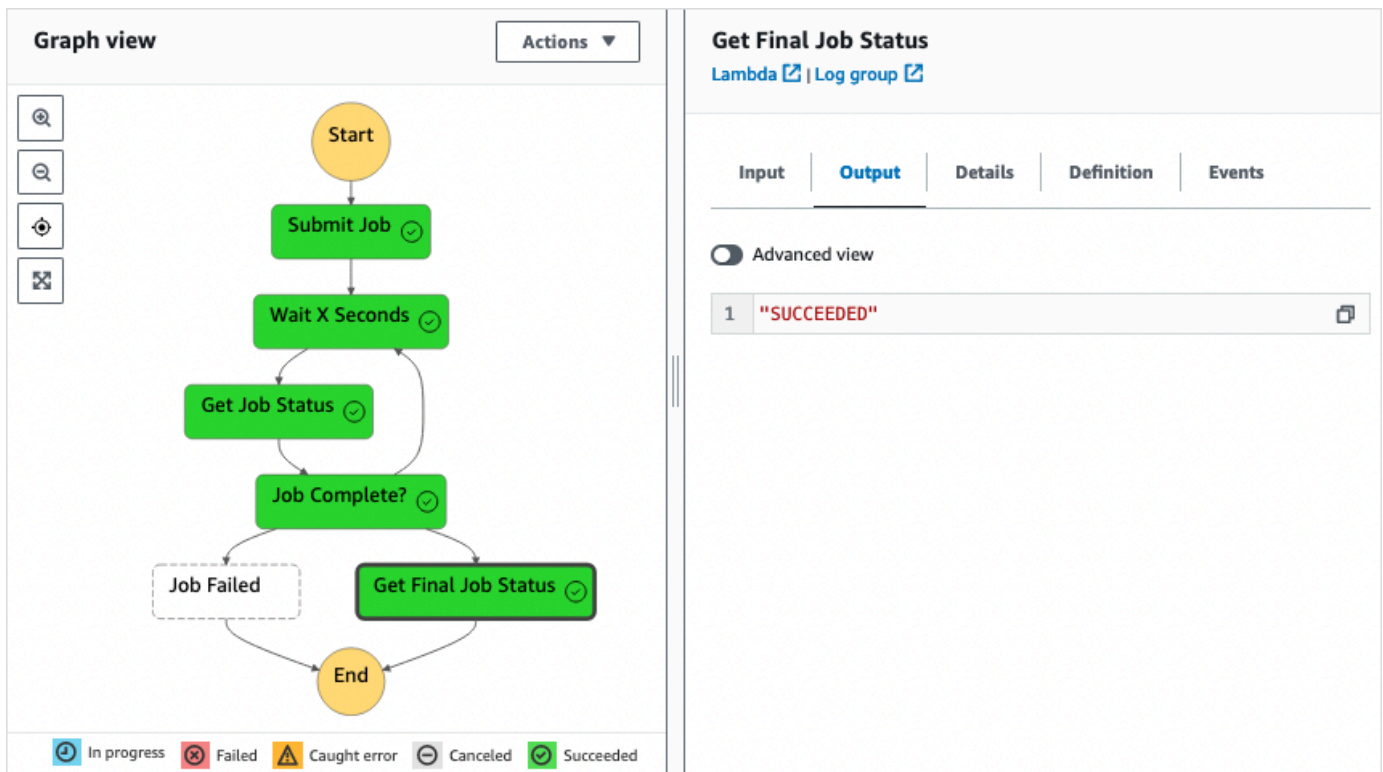 Graph view
Actions
Start
Submit Job
Wait X Seconds
Get Job Status
Job Complete?
Job Failed
Get Final Job Status
End
In progress
Failed
Caught error
Canceled
Succeeded
Get Final Job Status
Lambda | Log group
Input
Output
Details
Definition
Events
Advanced view
1 "SUCCEEDED"